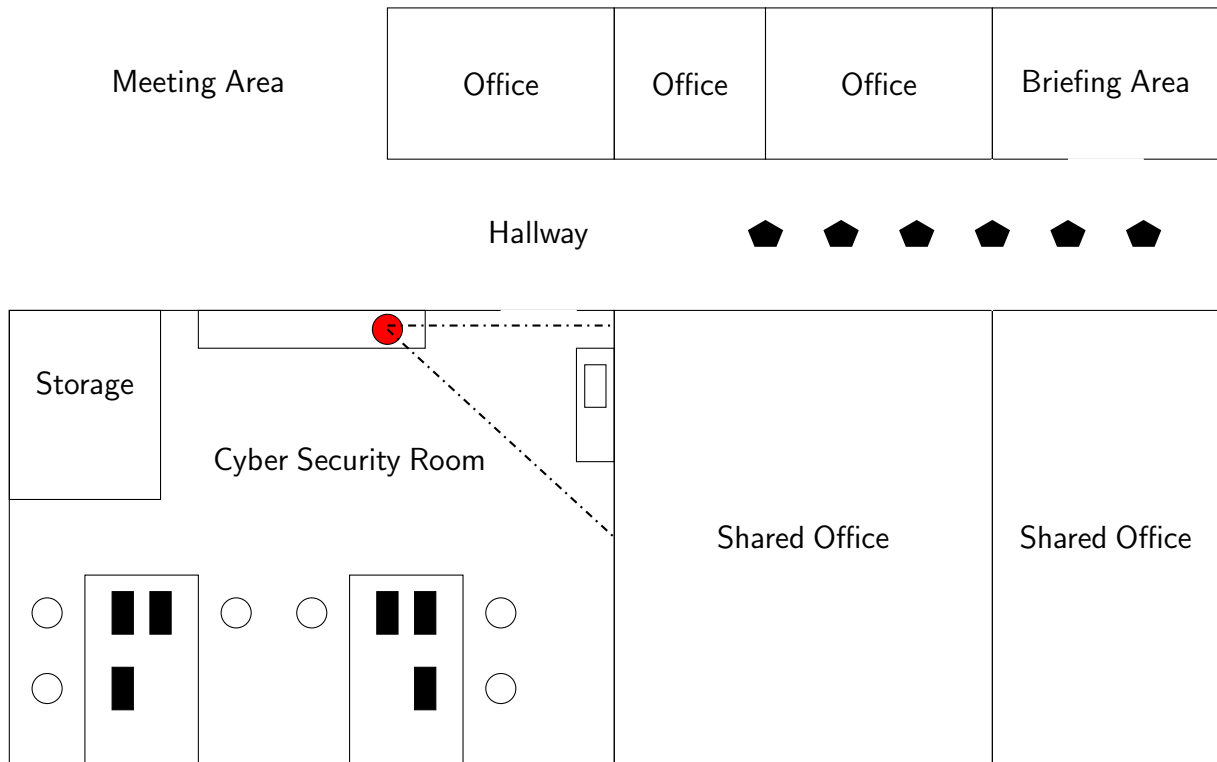 Meeting Area
Office
Office
Office
Briefing Area
Hallway
Storage
Cyber Security Room
Shared Office
Shared Office